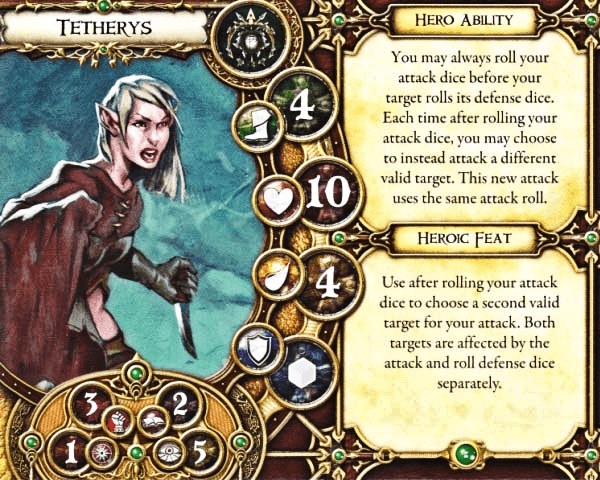 Tetherys
4
10
4
3
2
1
5
Hero Ability
You may always roll your
attack dice before your
target rolls its defense dice.
Each time after rolling your
attack dice, you may choose
to instead attack a different
valid target. This new attack
uses the same attack roll.
Heroic Feat
Use after rolling your attack
dice to choose a second valid
target for your attack. Both
targets are affected by the
attack and roll defense dice
separately.